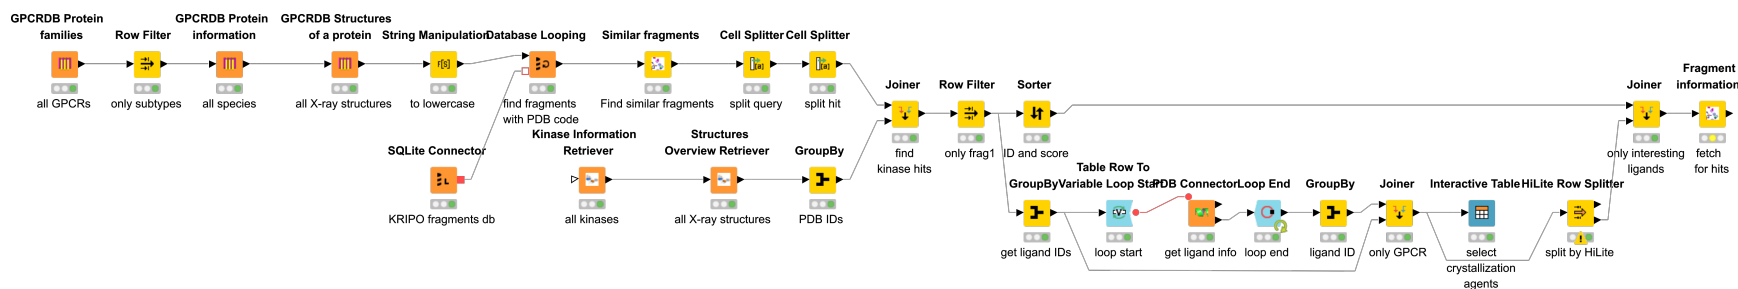 GPCRDB Protein
families
all GPCRs
Row Filter
only subtypes
GPCRDB Protein
information
all species
GPCRDB Structures
of a protein
all X-ray structures
String Manipulation
to lowercase
Database Looping
find fragments
with PDB code
Similar fragments
Find similar fragments
Cell Splitter
split query
Cell Splitter
split hit
SQLite Connector
KRIPO fragments db
Kinase Information
Retriever
all kinases
Structures
Overview Retriever
all X-ray structures
GroupBy
PDB IDs
Joiner
find
kinase hits
Row Filter
only frag1
Sorter
ID and score
GroupBy
get ligand IDs
Table Row To
Variable Loop Start
loop start
PDB Connector
get ligand info
Loop End
loop end
GroupBy
ligand ID
Joiner
only GPCR
Interactive Table
select
crystallization
agents
HiLite Row Splitter
split by HiLite
Joiner
only interesting
ligands
Fragment
information
fetch
for hits